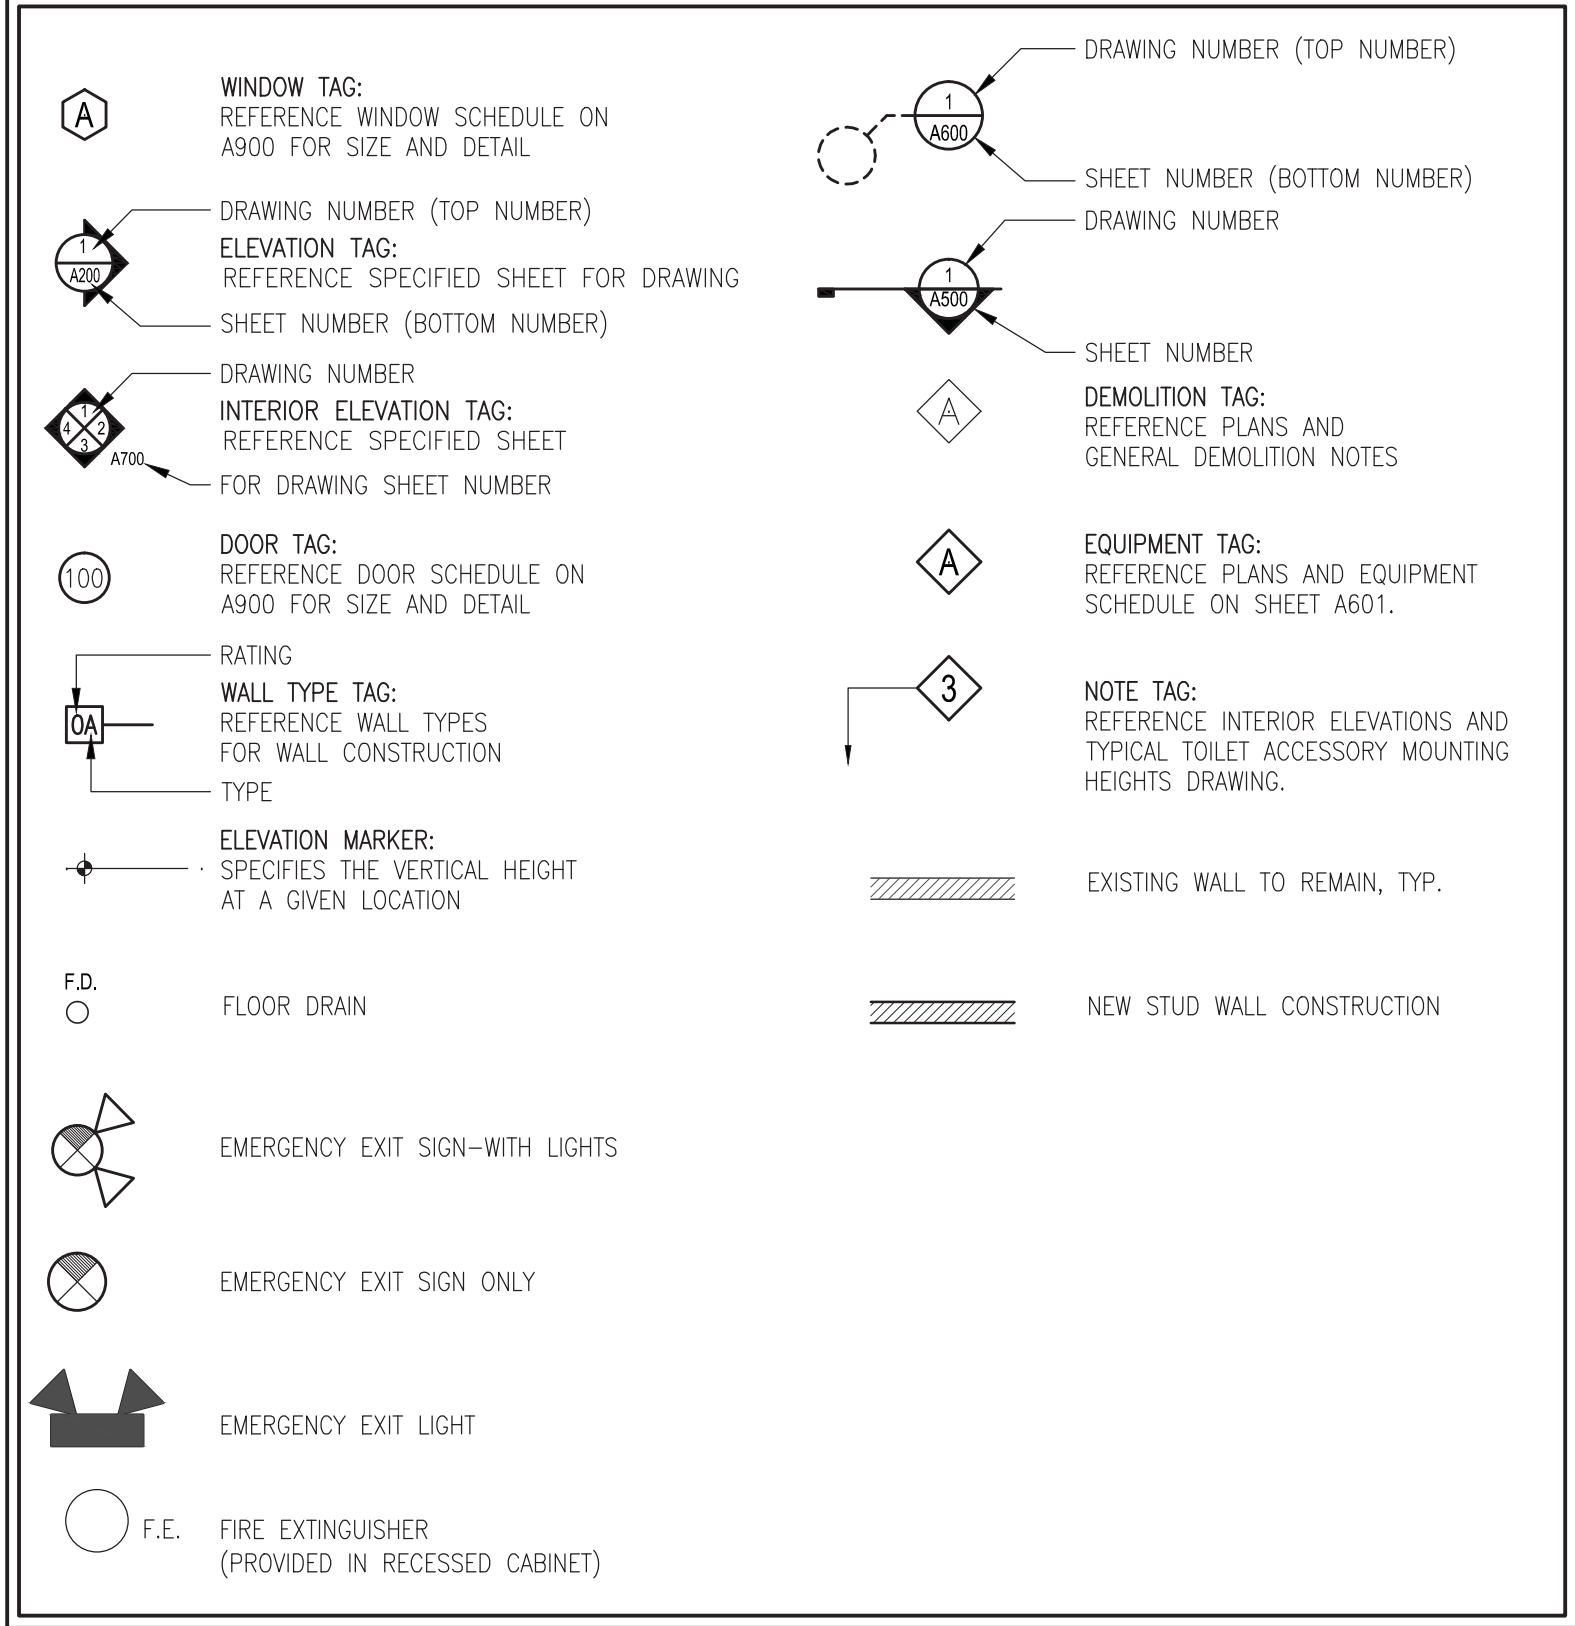 A
WINDOW TAG:
REFERENCE WINDOW SCHEDULE ON
A900 FOR SIZE AND DETAIL
DRAWING NUMBER (TOP NUMBER)
1
A200
ELEVATION TAG:
REFERENCE SPECIFIED SHEET FOR DRAWING
SHEET NUMBER (BOTTOM NUMBER)
DRAWING NUMBER
1
4 2
3
A700
INTERIOR ELEVATION TAG:
REFERENCE SPECIFIED SHEET
FOR DRAWING SHEET NUMBER
100
DOOR TAG:
REFERENCE DOOR SCHEDULE ON
A900 FOR SIZE AND DETAIL
RATING
0A
WALL TYPE TAG:
REFERENCE WALL TYPES
FOR WALL CONSTRUCTION
TYPE
ELEVATION MARKER:
SPECIFIES THE VERTICAL HEIGHT
AT A GIVEN LOCATION
F.D.
FLOOR DRAIN
EMERGENCY EXIT SIGN-WITH LIGHTS
EMERGENCY EXIT SIGN ONLY
EMERGENCY EXIT LIGHT
F.E.
FIRE EXTINGUISHER
(PROVIDED IN RECESSED CABINET)
DRAWING NUMBER (TOP NUMBER)
1
A600
SHEET NUMBER (BOTTOM NUMBER)
DRAWING NUMBER
1
A500
SHEET NUMBER
A
DEMOLITION TAG:
REFERENCE PLANS AND
GENERAL DEMOLITION NOTES
A
EQUIPMENT TAG:
REFERENCE PLANS AND EQUIPMENT
SCHEDULE ON SHEET A601.
3
NOTE TAG:
REFERENCE INTERIOR ELEVATIONS AND
TYPICAL TOILET ACCESSORY MOUNTING
HEIGHTS DRAWING.
EXISTING WALL TO REMAIN, TYP.
NEW STUD WALL CONSTRUCTION